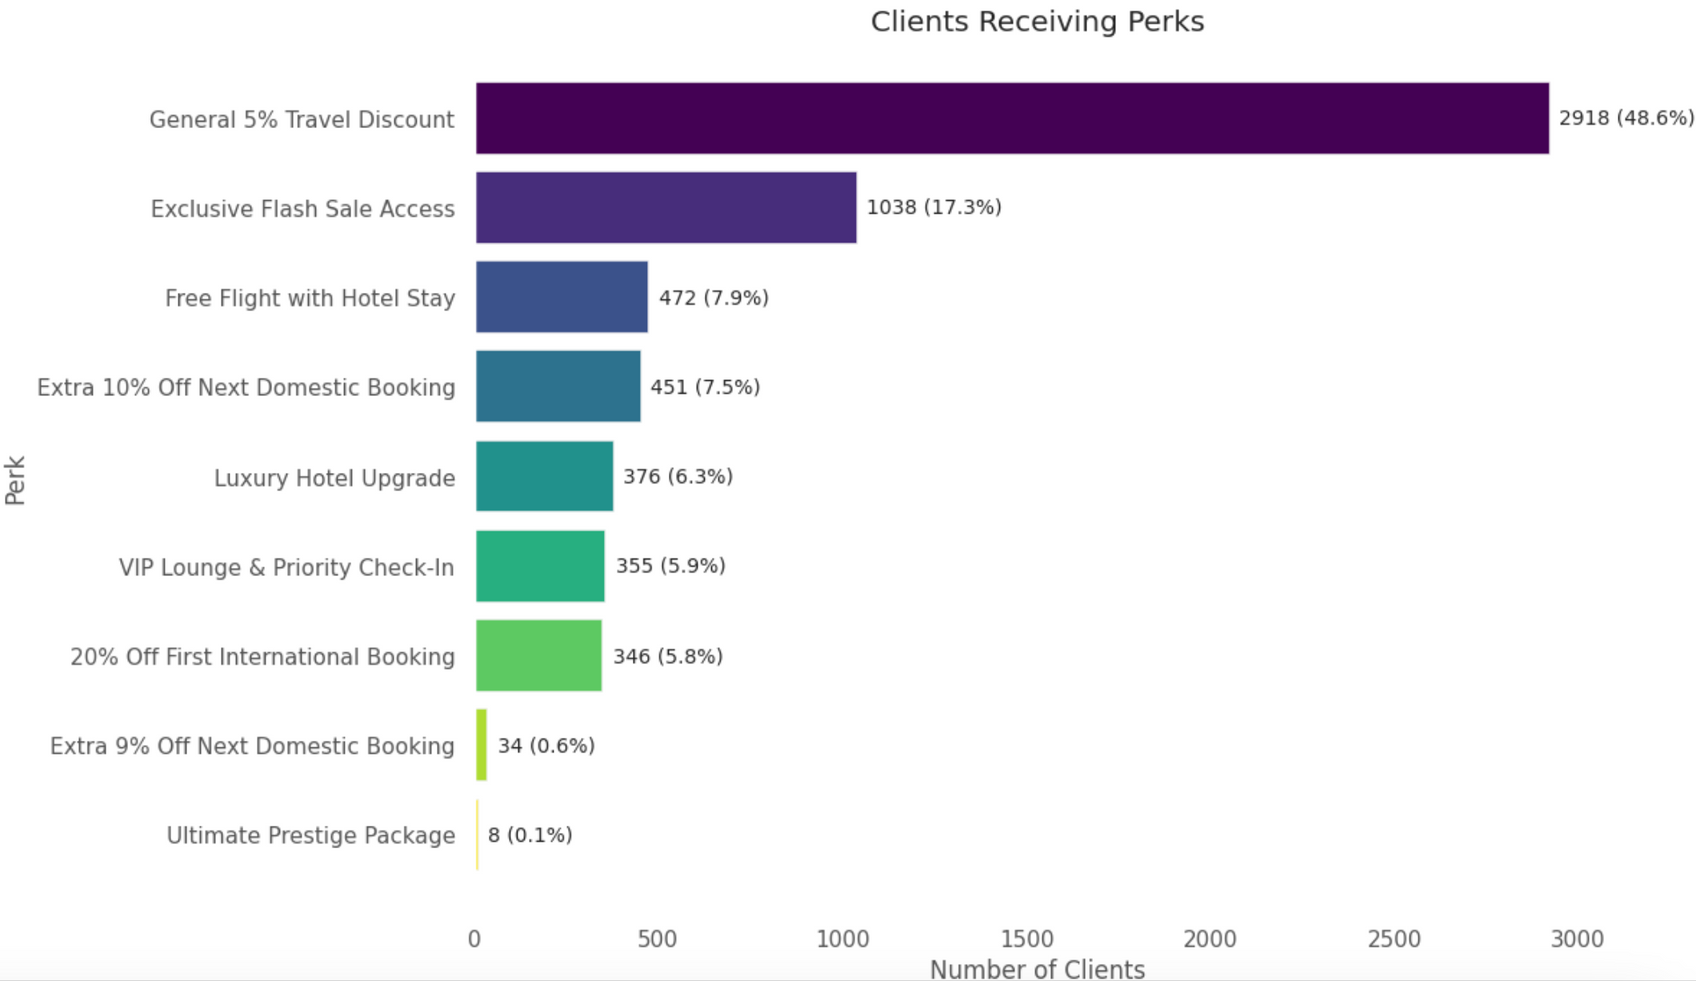 Clients Receiving Perks
General 5% Travel Discount
2918 (48.6%)
Exclusive Flash Sale Access
1038 (17.3%)
Free Flight with Hotel Stay
472 (7.9%)
Extra 10% Off Next Domestic Booking
451 (7.5%)
Luxury Hotel Upgrade
376 (6.3%)
VIP Lounge & Priority Check-In
355 (5.9%)
20% Off First International Booking
346 (5.8%)
Extra 9% Off Next Domestic Booking
34 (0.6%)
Ultimate Prestige Package
8 (0.1%)
Perk
0 500 1000 1500 2000 2500 3000
Number of Clients